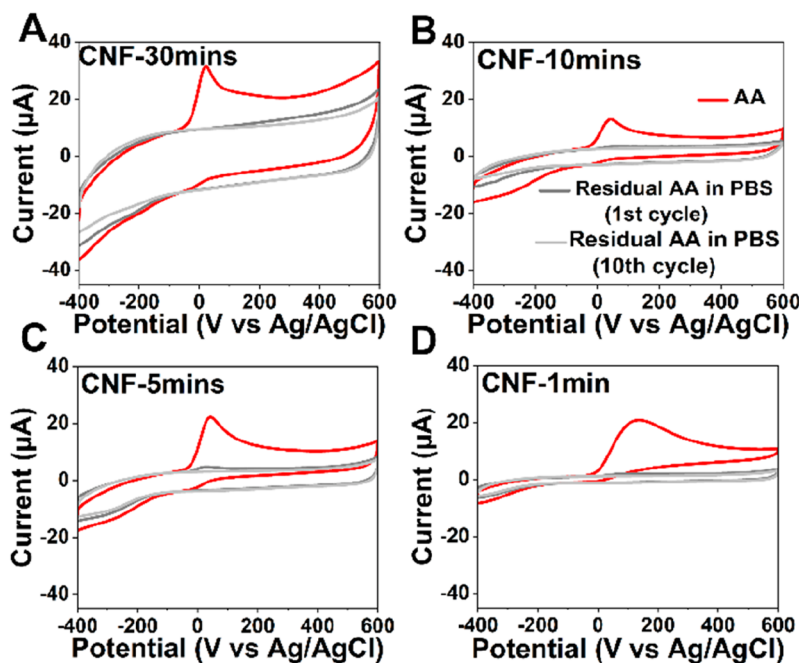 A
CNF-30mins
40
20
0
-20
-40
Current (µA)
-400 -200 0 200 400 600
Potential (V vs Ag/AgCl)
B
CNF-10mins
AA
Residual AA in PBS
(1st cycle)
Residual AA in PBS
(10th cycle)
40
20
0
-20
-40
Current (µA)
-400 -200 0 200 400 600
Potential (V vs Ag/AgCl)
C
CNF-5mins
40
20
0
-20
-40
Current (µA)
-400 -200 0 200 400 600
Potential (V vs Ag/AgCl)
D
CNF-1min
40
20
0
-20
-40
Current (µA)
-400 -200 0 200 400 600
Potential (V vs Ag/AgCl)